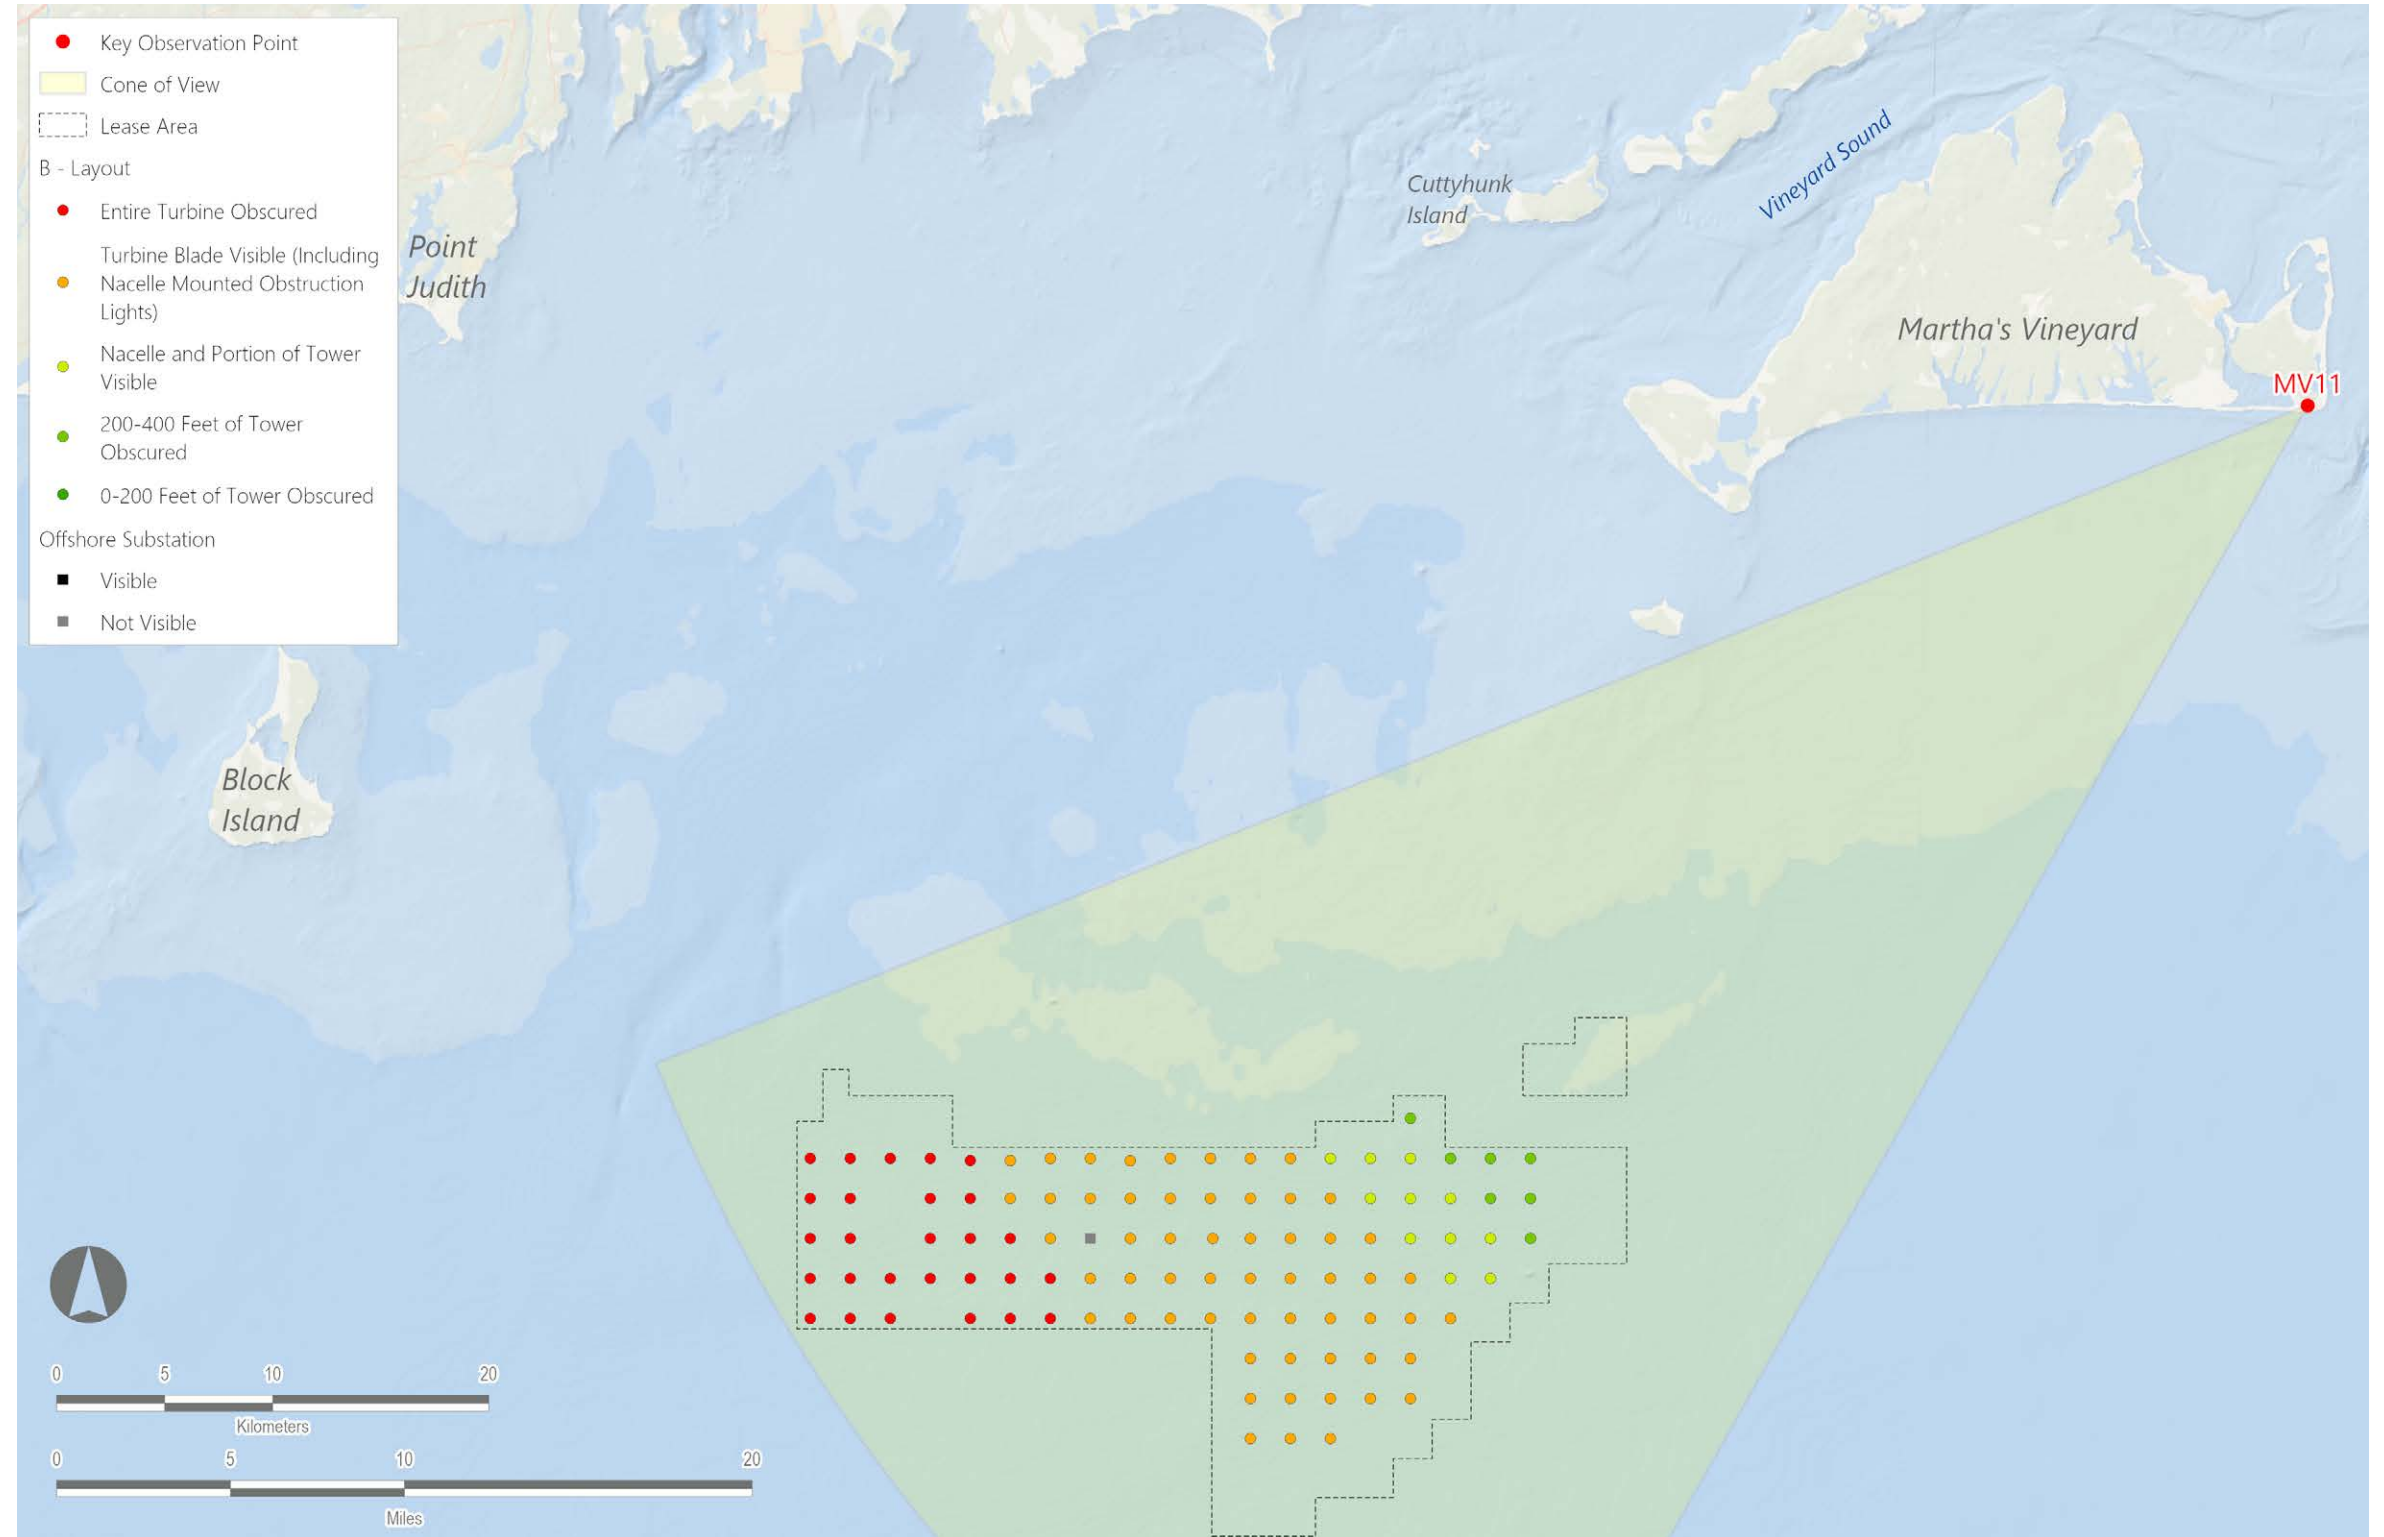 Key Observation Point
Cone of View
Lease Area
B - Layout
Entire Turbine Obscured
Turbine Blade Visible (Including
Nacelle Mounted Obstruction
Lights)
Nacelle and Portion of Tower
Visible
200-400 Feet of Tower
Obscured
0-200 Feet of Tower Obscured
Offshore Substation
Visible
Not Visible
Point
Judith
Block
Island
Cuttyhunk
Island
Vineyard Sound
Martha's Vineyard
MV11
0 5 10 20
Kilometers
0 5 10 20
Miles